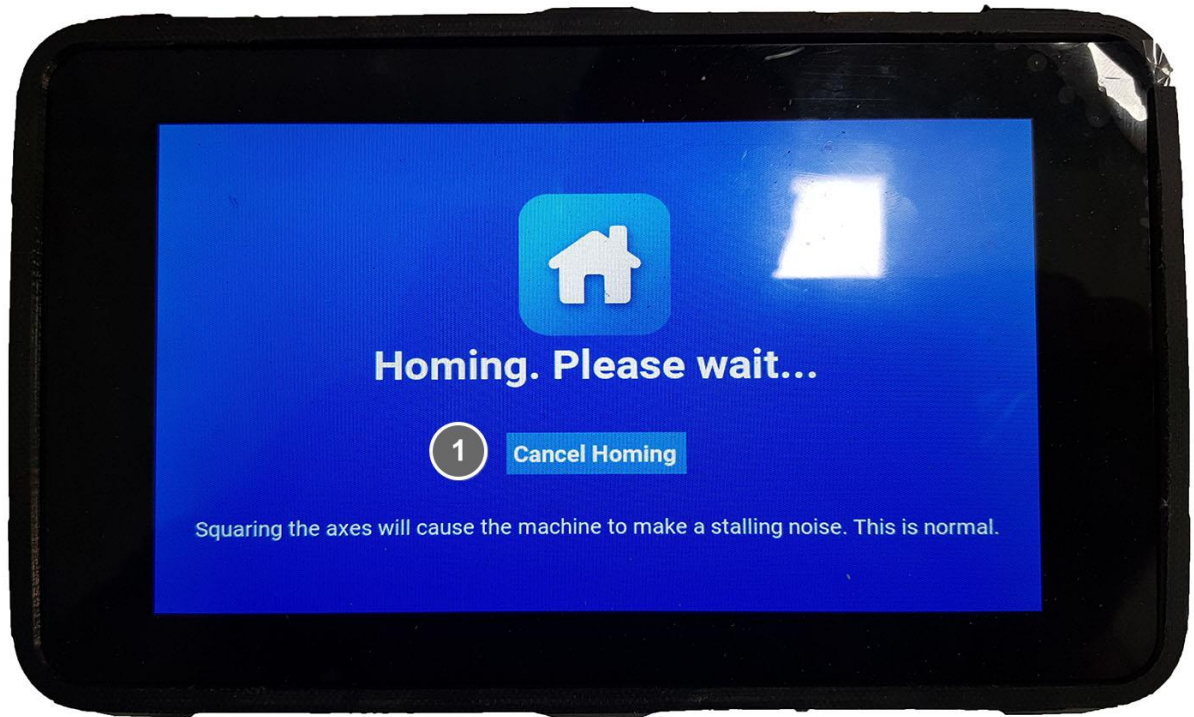 Homing. Please wait...
1
Cancel Homing
Squaring the axes will cause the machine to make a stalling noise. This is normal.